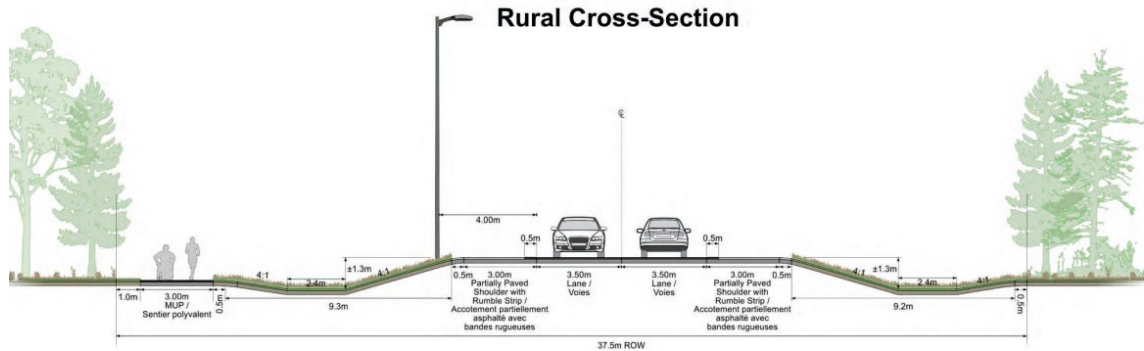 Rural Cross-Section
℄
4.00m
0.5m
0.5m
4:1
2.4m
±1.3m
4:1
0.5m
3.00m
3.50m
3.50m
3.00m
0.5m
4:1
±1.3m
2.4m
4:1
1.0m
3.00m
0.5m
9.3m
9.2m
0.5m
MUP /
Sentier polyvalent
Partially Paved
Shoulder with
Rumble Strip /
Accotement partiellement
asphalté avec
bandes rugueuses
Lane /
Voies
Lane /
Voies
Partially Paved
Shoulder with
Rumble Strip /
Accotement partiellement
asphalté avec
bandes rugueuses
37.5m ROW